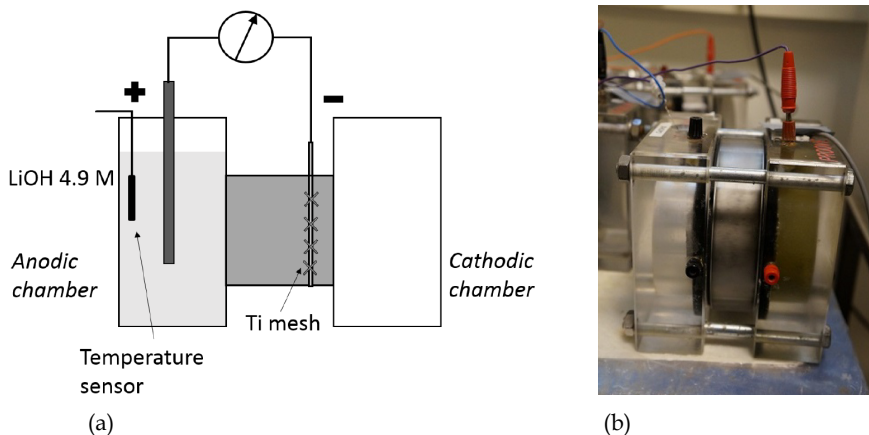 +
-
LiOH 4.9 M
Anodic
chamber
Cathodic
chamber
Ti mesh
Temperature
sensor
(a)
(b)